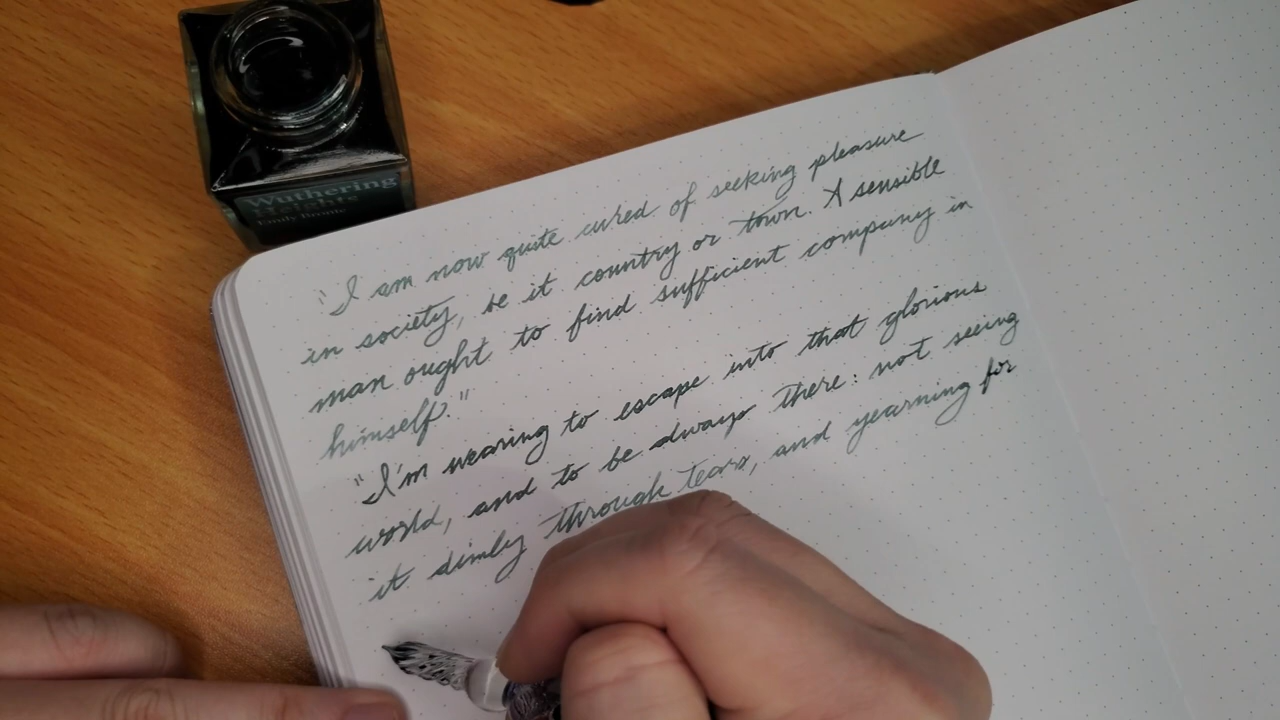 Wuthering
Heights
Emily Brontë
"I am now quite cured of seeking pleasure
in society, be it country or town. A sensible
man ought to find sufficient company in
himself."
"I'm wearing to escape into that glorious
world, and to be always there: not seeing
it dimly through tears, and yearning for